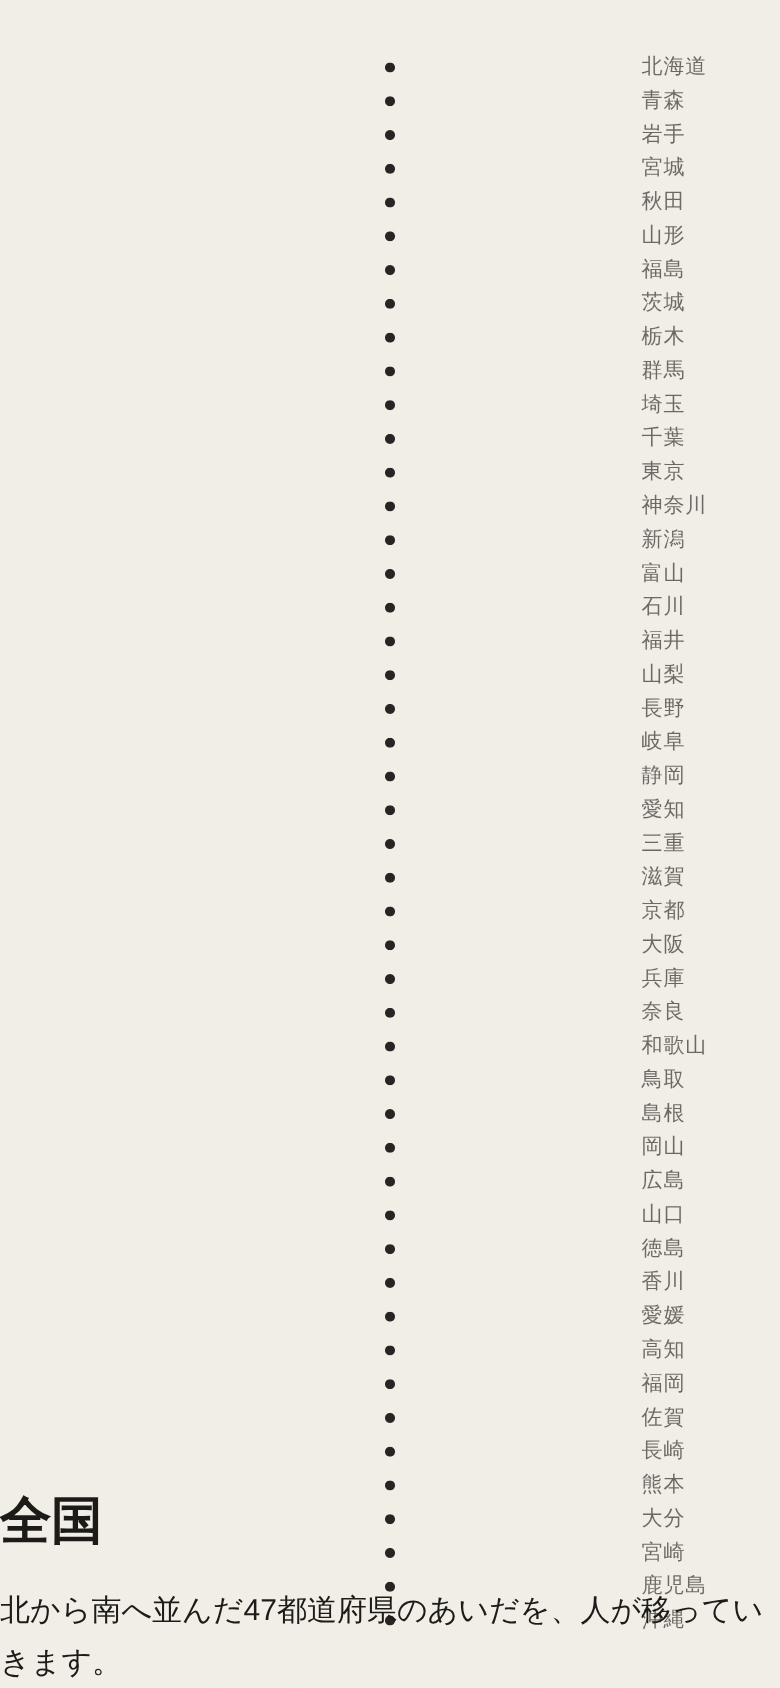 北海道
青森
岩手
宮城
秋田
山形
福島
茨城
栃木
群馬
埼玉
千葉
東京
神奈川
新潟
富山
石川
福井
山梨
長野
岐阜
静岡
愛知
三重
滋賀
京都
大阪
兵庫
奈良
和歌山
鳥取
島根
岡山
広島
山口
徳島
香川
愛媛
高知
福岡
佐賀
長崎
熊本
大分
宮崎
鹿児島
沖縄
全国
北から南へ並んだ47都道府県のあいだを、人が移ってい
きます。